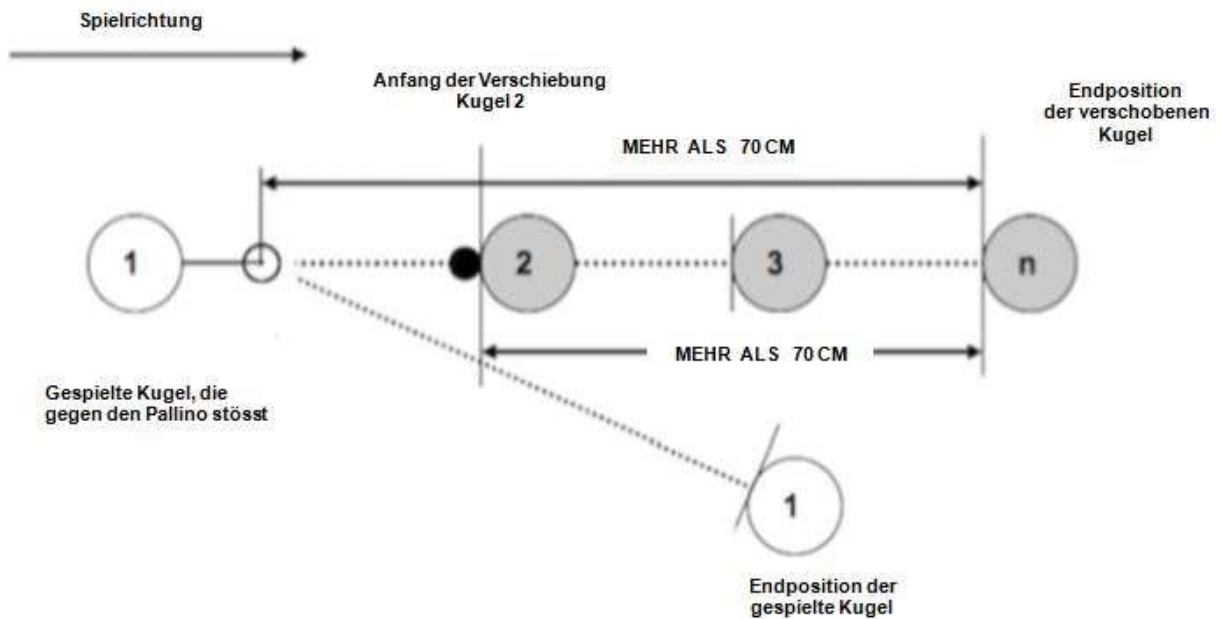 Spielrichtung
Anfang der Verschiebung
Kugel 2
Endposition
der verschobenen
Kugel
MEHR ALS 70 CM
1
2
3
n
MEHR ALS 70 CM
Gespielte Kugel, die
gegen den Pallino stösst
1
Endposition der
gespielte Kugel